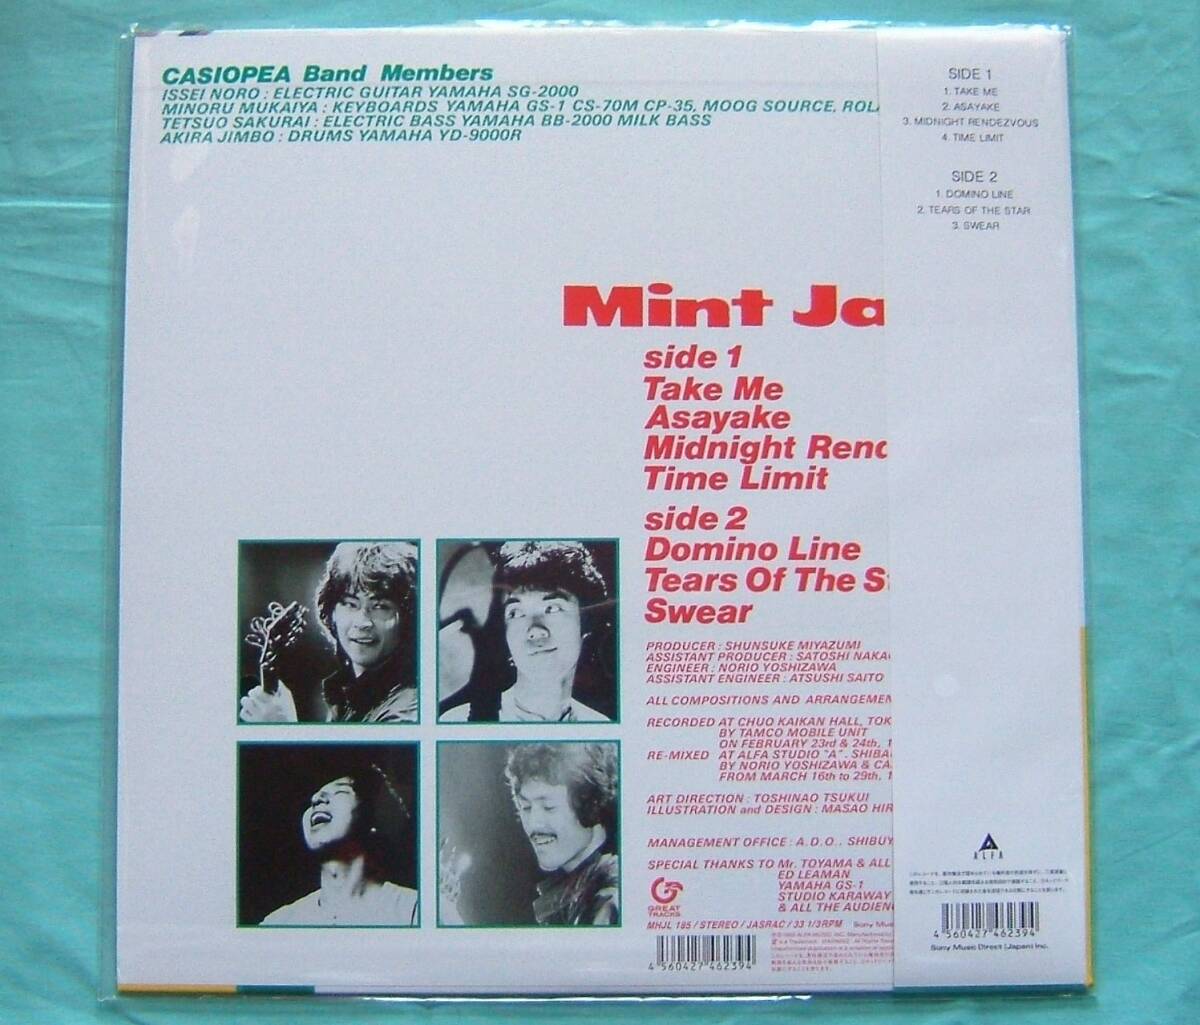 CASIOPEA Band Members
ISSEI NORO : ELECTRIC GUITAR YAMAHA SG-2000
MINORU MUKAIYA : KEYBOARDS YAMAHA GS-1 CS-70M CP-35, MOOG SOURCE, ROLA
TETSUO SAKURAI : ELECTRIC BASS YAMAHA BB-2000 MILK BASS
AKIRA JIMBO : DRUMS YAMAHA YD-9000R
Mint Ja
side 1
Take Me
Asayake
Midnight Rend
Time Limit
side 2
Domino Line
Tears Of The St
Swear
PRODUCER : SHUNSUKE MIYAZUMI
ASSISTANT PRODUCER : SATOSHI NAKA
ENGINEER : NORIO YOSHIZAWA
ASSISTANT ENGINEER : ATSUSHI SAITO
ALL COMPOSITIONS AND ARRANGEMEN
RECORDED AT CHUO KAIKAN HALL, TOK
BY TAMCO MOBILE UNIT
ON FEBRUARY 23rd & 24th, 1
RE-MIXED AT ALFA STUDIO "A", SHIBA
BY NORIO YOSHIZAWA & CA
FROM MARCH 16th to 29th, 1
ART DIRECTION : TOSHINAO TSUKUI
ILLUSTRATION and DESIGN : MASAO HIR
MANAGEMENT OFFICE : A.D.O., SHIBUY
SPECIAL THANKS TO Mr. TOYAMA & ALL
ED LEAMAN
YAMAHA GS-1
STUDIO KARAWAY
& ALL THE AUDIEN
GREAT TRACKS
MHJL 185 / STEREO / JASRAC / 33 1/3RPM Sony Mus
4 560427 462394
SIDE 1
1. TAKE ME
2. ASAYAKE
3. MIDNIGHT RENDEZVOUS
4. TIME LIMIT
SIDE 2
1. DOMINO LINE
2. TEARS OF THE STAR
3. SWEAR
ALFA
4 560427 462394
Sony Music Direct (Japan) Inc.